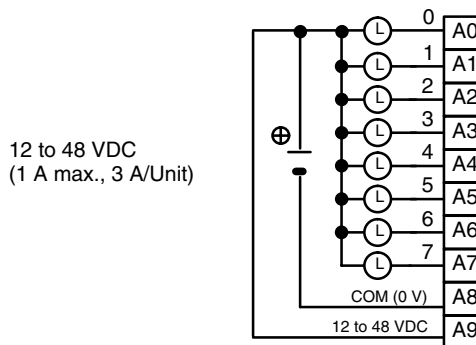 0 A0
L
1 A1
L
2 A2
L
3 A3
L
12 to 48 VDC
(1 A max., 3 A/Unit)
4 A4
L
5 A5
L
6 A6
L
7 A7
L
COM (0 V) A8
12 to 48 VDC A9